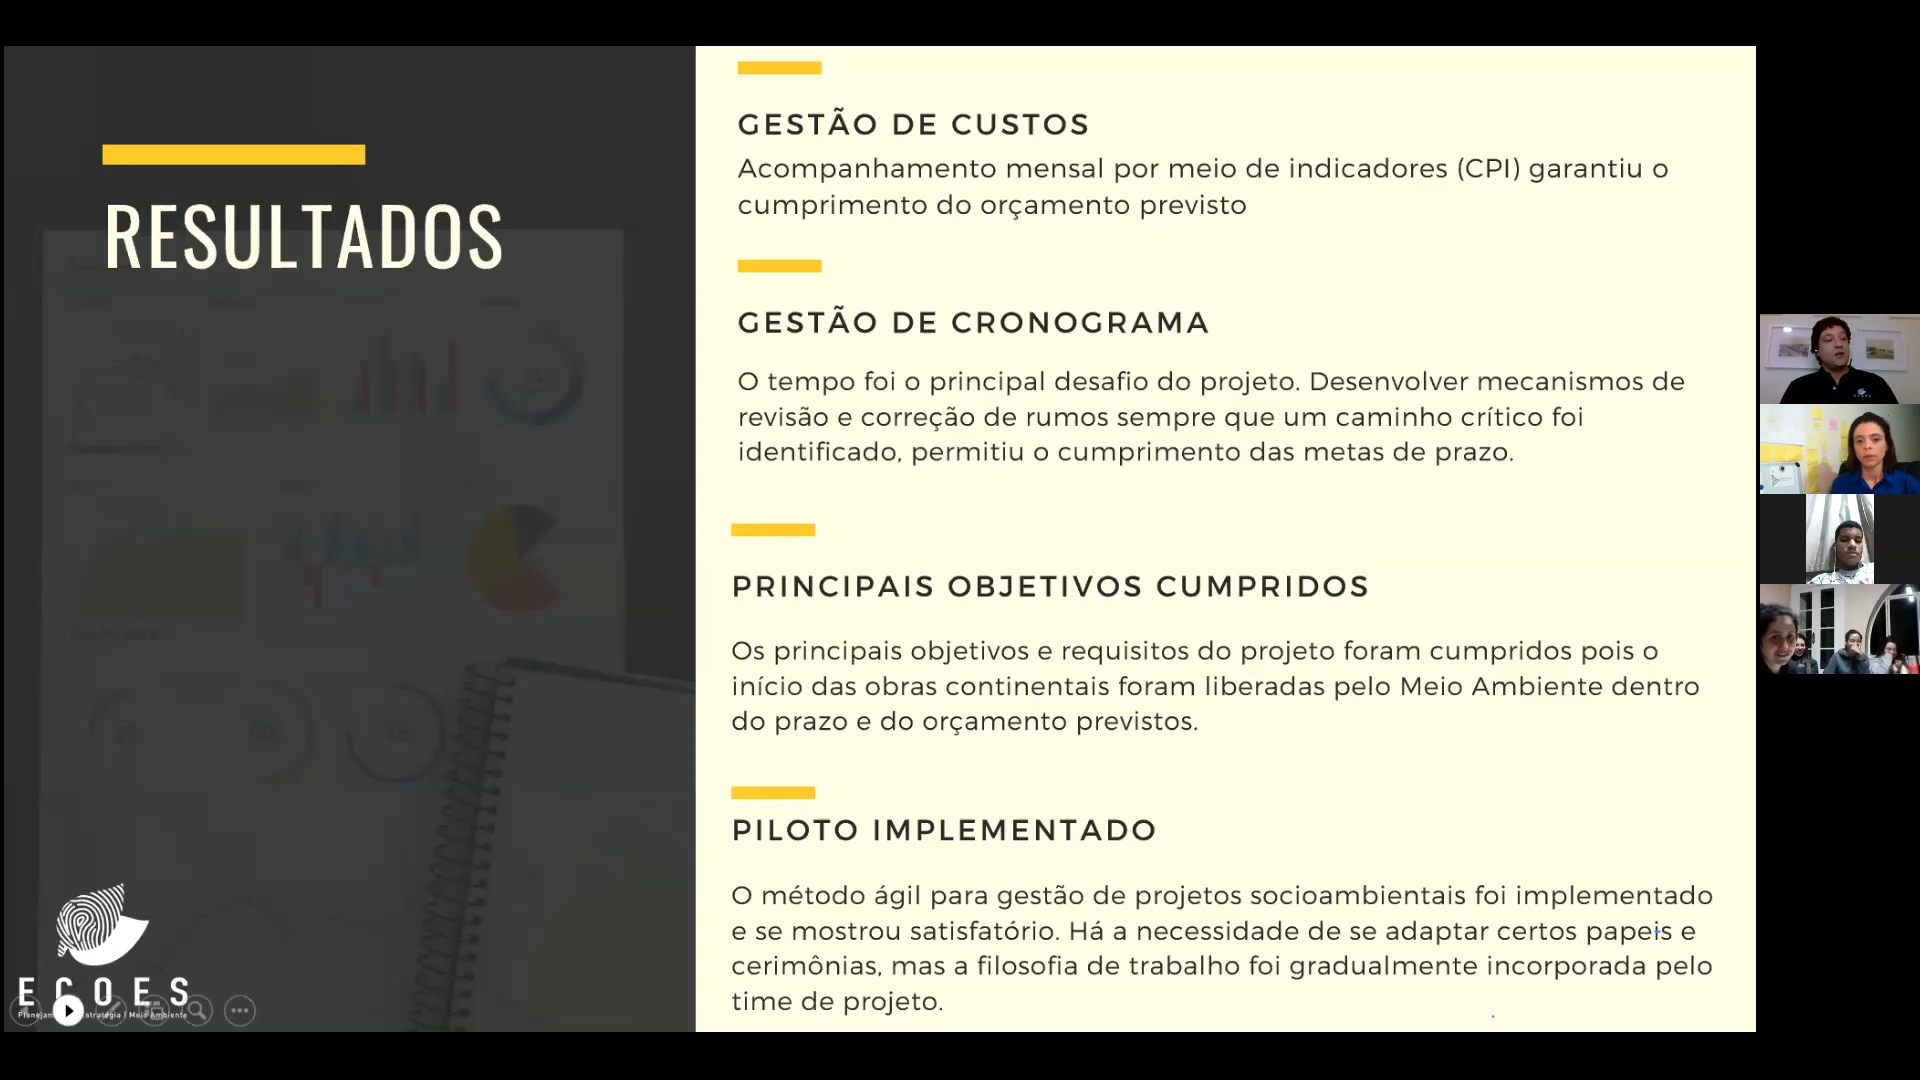 RESULTADOS
GESTÃO DE CUSTOS
Acompanhamento mensal por meio de indicadores (CPI) garantiu o
cumprimento do orçamento previsto
GESTÃO DE CRONOGRAMA
O tempo foi o principal desafio do projeto. Desenvolver mecanismos de
revisão e correção de rumos sempre que um caminho crítico foi
identificado, permitiu o cumprimento das metas de prazo.
PRINCIPAIS OBJETIVOS CUMPRIDOS
Os principais objetivos e requisitos do projeto foram cumpridos pois o
início das obras continentais foram liberadas pelo Meio Ambiente dentro
do prazo e do orçamento previstos.
PILOTO IMPLEMENTADO
O método ágil para gestão de projetos socioambientais foi implementado
e se mostrou satisfatório. Há a necessidade de se adaptar certos papeis e
cerimônias, mas a filosofia de trabalho foi gradualmente incorporada pelo
time de projeto.
ECOES
| Meio Ambiente